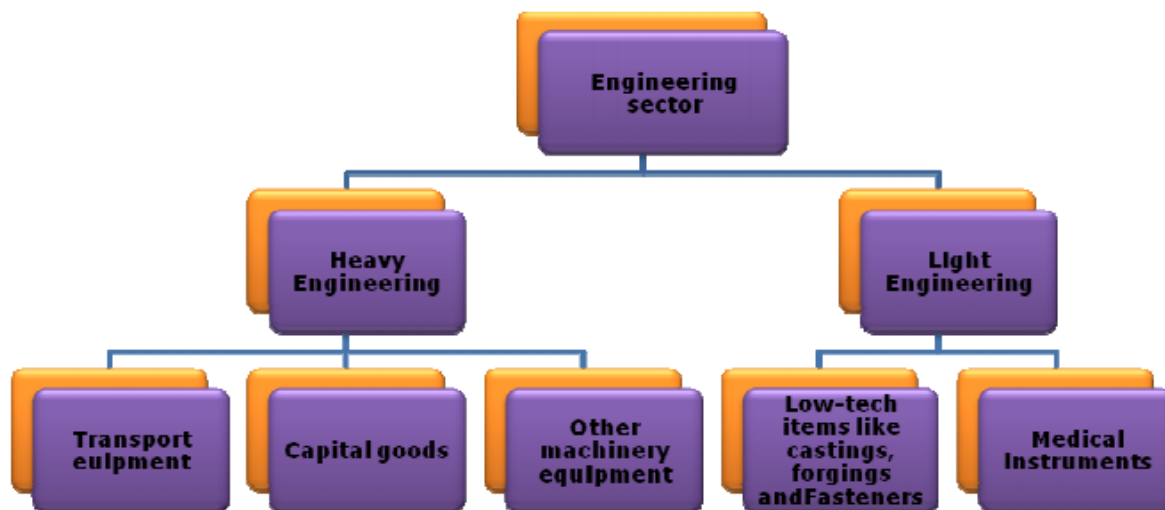 Engineering
sector
Heavy
Engineering
Light
Engineering
Transport
eulpment
Capital goods
Other
machinery
equlpment
Low-tech
items like
castings,
forgings
andFasteners
Medical
Instruments